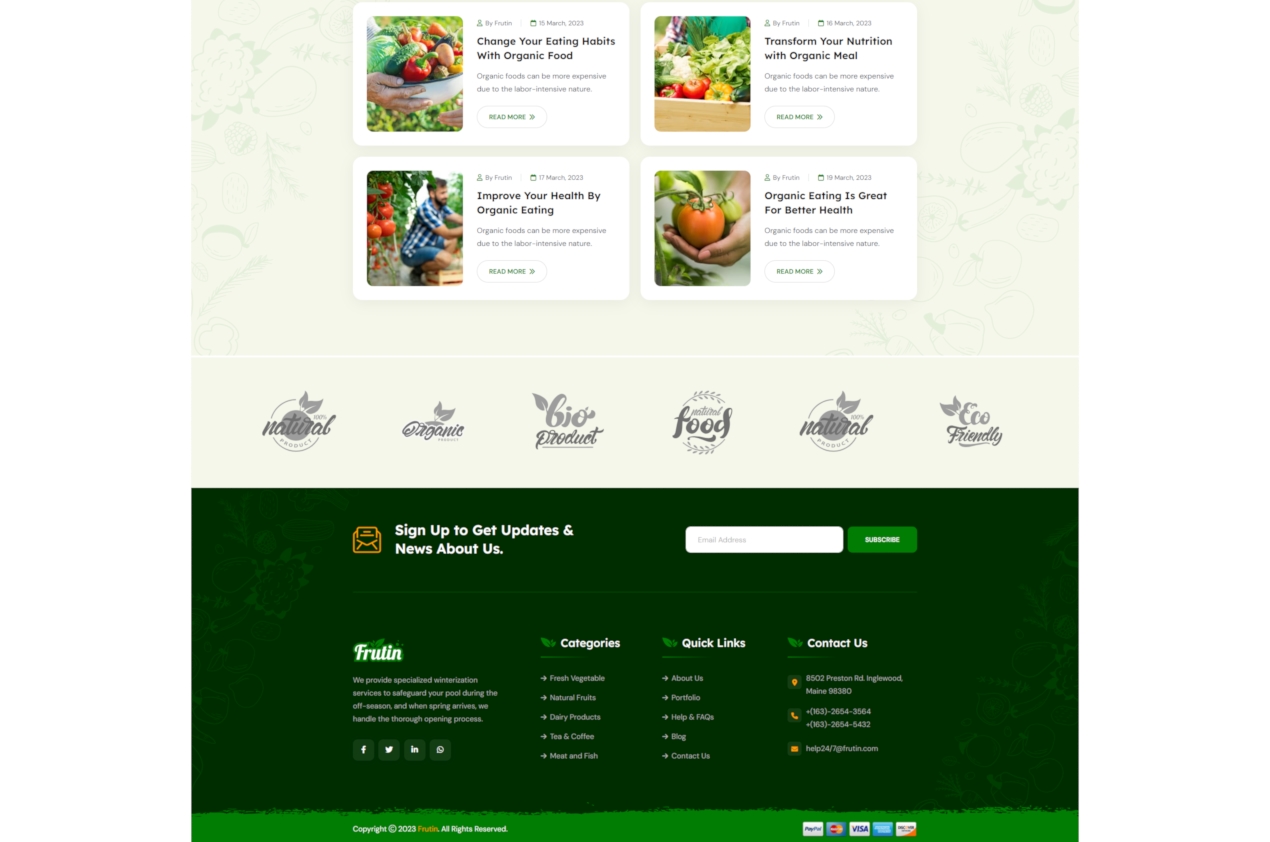 By Frutin
15 March, 2023
Change Your Eating Habits
With Organic Food
Organic foods can be more expensive
due to the labor-intensive nature.
READ MORE
By Frutin
16 March, 2023
Transform Your Nutrition
with Organic Meal
Organic foods can be more expensive
due to the labor-intensive nature.
READ MORE
By Frutin
17 March, 2023
Improve Your Health By
Organic Eating
Organic foods can be more expensive
due to the labor-intensive nature.
READ MORE
By Frutin
19 March, 2023
Organic Eating Is Great
For Better Health
Organic foods can be more expensive
due to the labor-intensive nature.
READ MORE
100%
natural
PRODUCT
Organic
PRODUCT
bio
product
natural
food
100%
natural
PRODUCT
Eco
Friendly
Sign Up to Get Updates &
News About Us.
Email Address
SUBSCRIBE
Frutin
We provide specialized winterization
services to safeguard your pool during the
off-season, and when spring arrives, we
handle the thorough opening process.
Categories
Fresh Vegetable
Natural Fruits
Dairy Products
Tea & Coffee
Meat and Fish
Quick Links
About Us
Portfolio
Help & FAQs
Blog
Contact Us
Contact Us
8502 Preston Rd. Inglewood,
Maine 98380
+(163)-2654-3564
+(163)-2654-5432
help24/7@frutin.com
Copyright © 2023 Frutin. All Rights Reserved.
PayPal
VISA